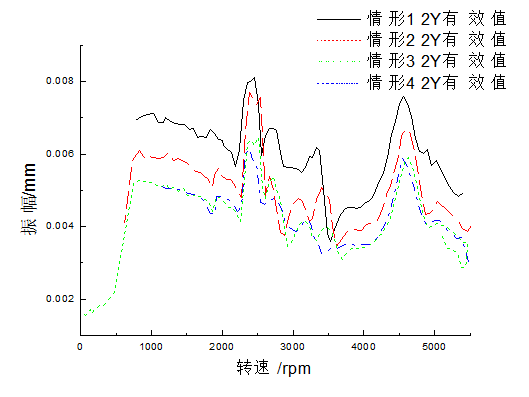 情形1 2Y有 效值
情形2 2Y有 效值
情形3 2Y有 效值
情形4 2Y有 效值
0.008
0.006
0.004
0.002
振 幅/mm
0 1000 2000 3000 4000 5000
转速 /rpm